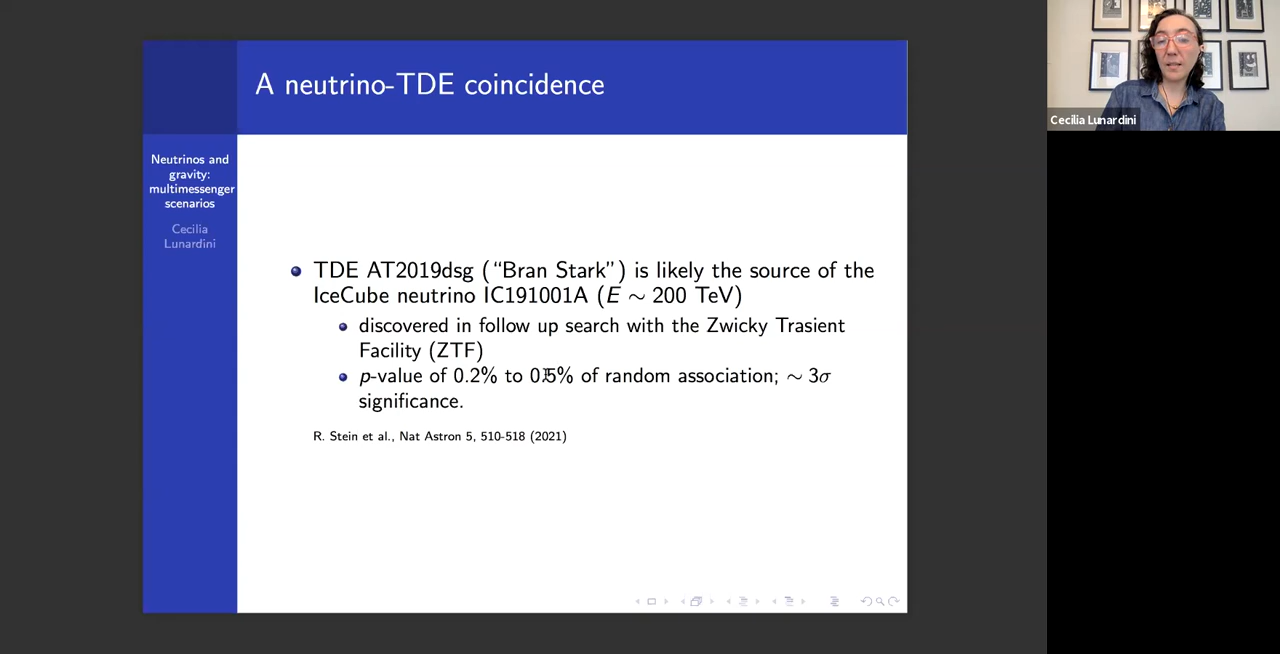 A neutrino-TDE coincidence
Neutrinos and
gravity:
multimessenger
scenarios
Cecilia
Lunardini
TDE AT2019dsg (“Bran Stark”) is likely the source of the
IceCube neutrino IC191001A (E ∼ 200 TeV)
discovered in follow up search with the Zwicky Trasient
Facility (ZTF)
p-value of 0.2% to 0.5% of random association; ∼ 3σ
significance.
R. Stein et al., Nat Astron 5, 510-518 (2021)
Cecilia Lunardini